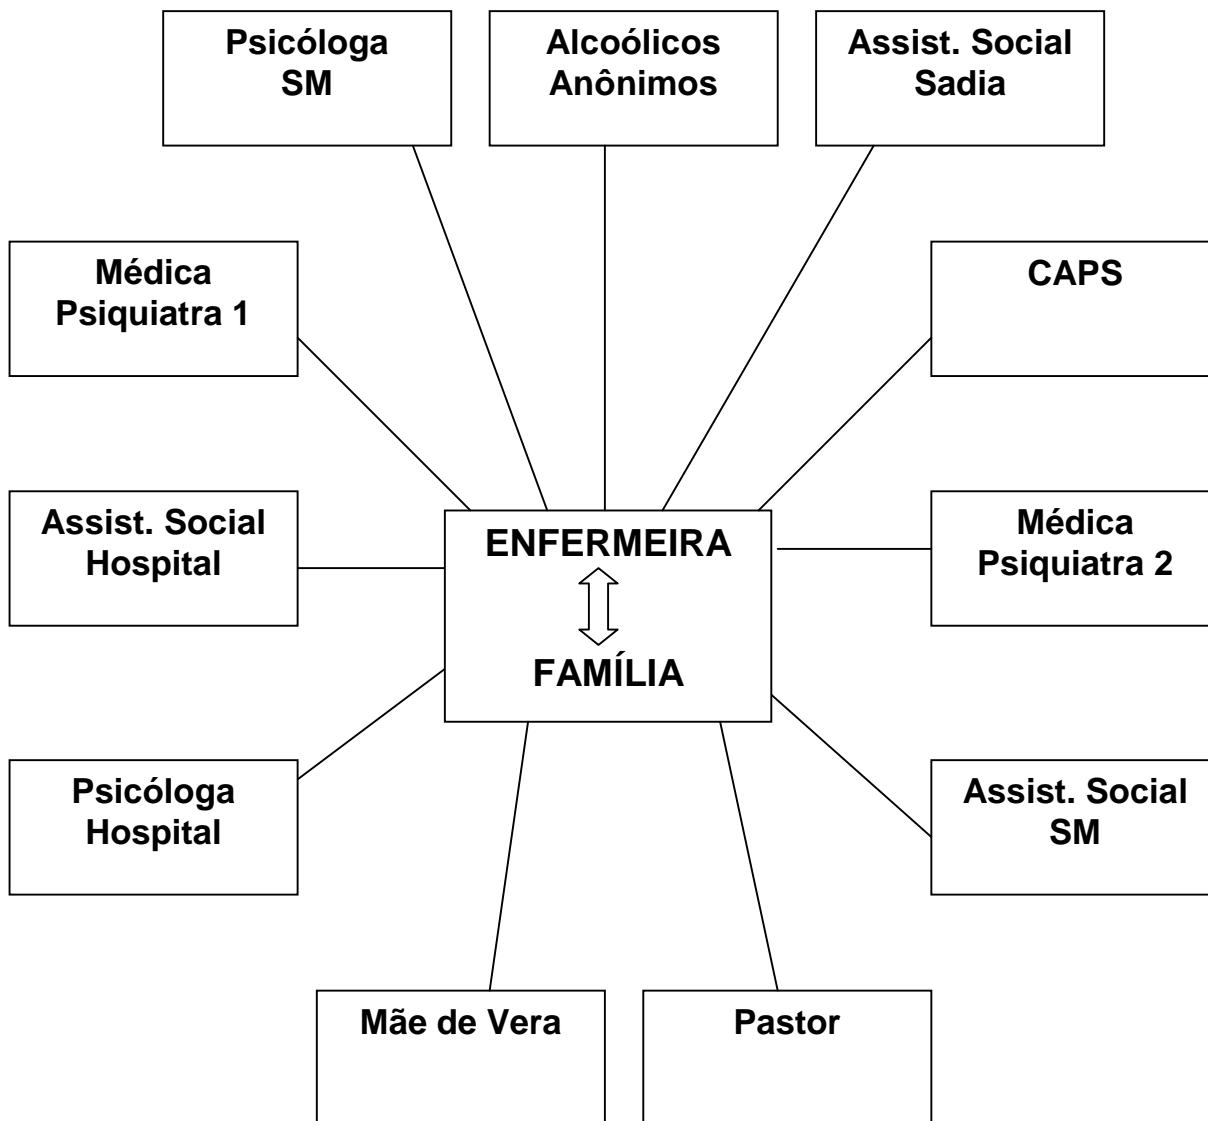 Psicóloga
SM
Alcoólicos
Anônimos
Assist. Social
Sadia
Médica
Psiquiatra 1
CAPS
Assist. Social
Hospital
ENFERMEIRA
FAMÍLIA
Médica
Psiquiatra 2
Psicóloga
Hospital
Assist. Social
SM
Mãe de Vera
Pastor